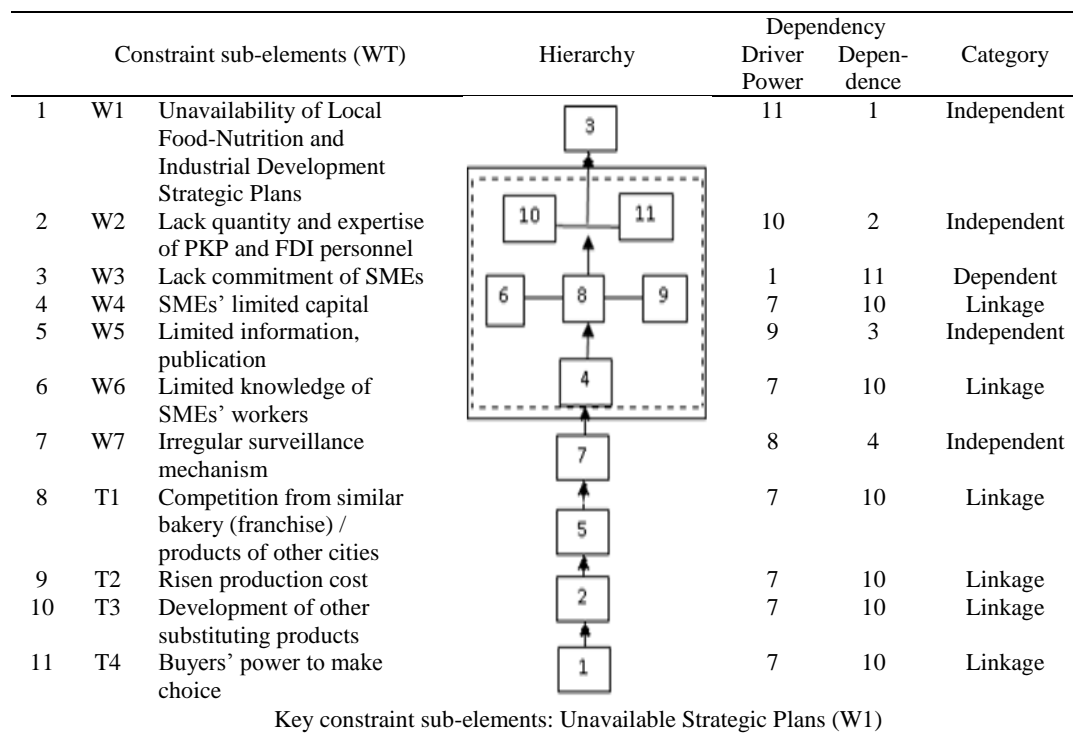 Dependency
Constraint sub-elements (WT) Hierarchy Driver Depen- Category
Power dence
1 W1 Unavailability of Local 11 1 Independent
Food-Nutrition and
Industrial Development
Strategic Plans
2 W2 Lack quantity and expertise 10 2 Independent
of PKP and FDI personnel
3 W3 Lack commitment of SMEs 1 11 Dependent
4 W4 SMEs’ limited capital 7 10 Linkage
5 W5 Limited information, 9 3 Independent
publication
6 W6 Limited knowledge of 7 10 Linkage
SMEs’ workers
7 W7 Irregular surveillance 8 4 Independent
mechanism
8 T1 Competition from similar 7 10 Linkage
bakery (franchise) /
products of other cities
9 T2 Risen production cost 7 10 Linkage
10 T3 Development of other 7 10 Linkage
substituting products
11 T4 Buyers’ power to make 7 10 Linkage
choice
3
10 11
6 8 9
4
7
5
2
1
Key constraint sub-elements: Unavailable Strategic Plans (W1)